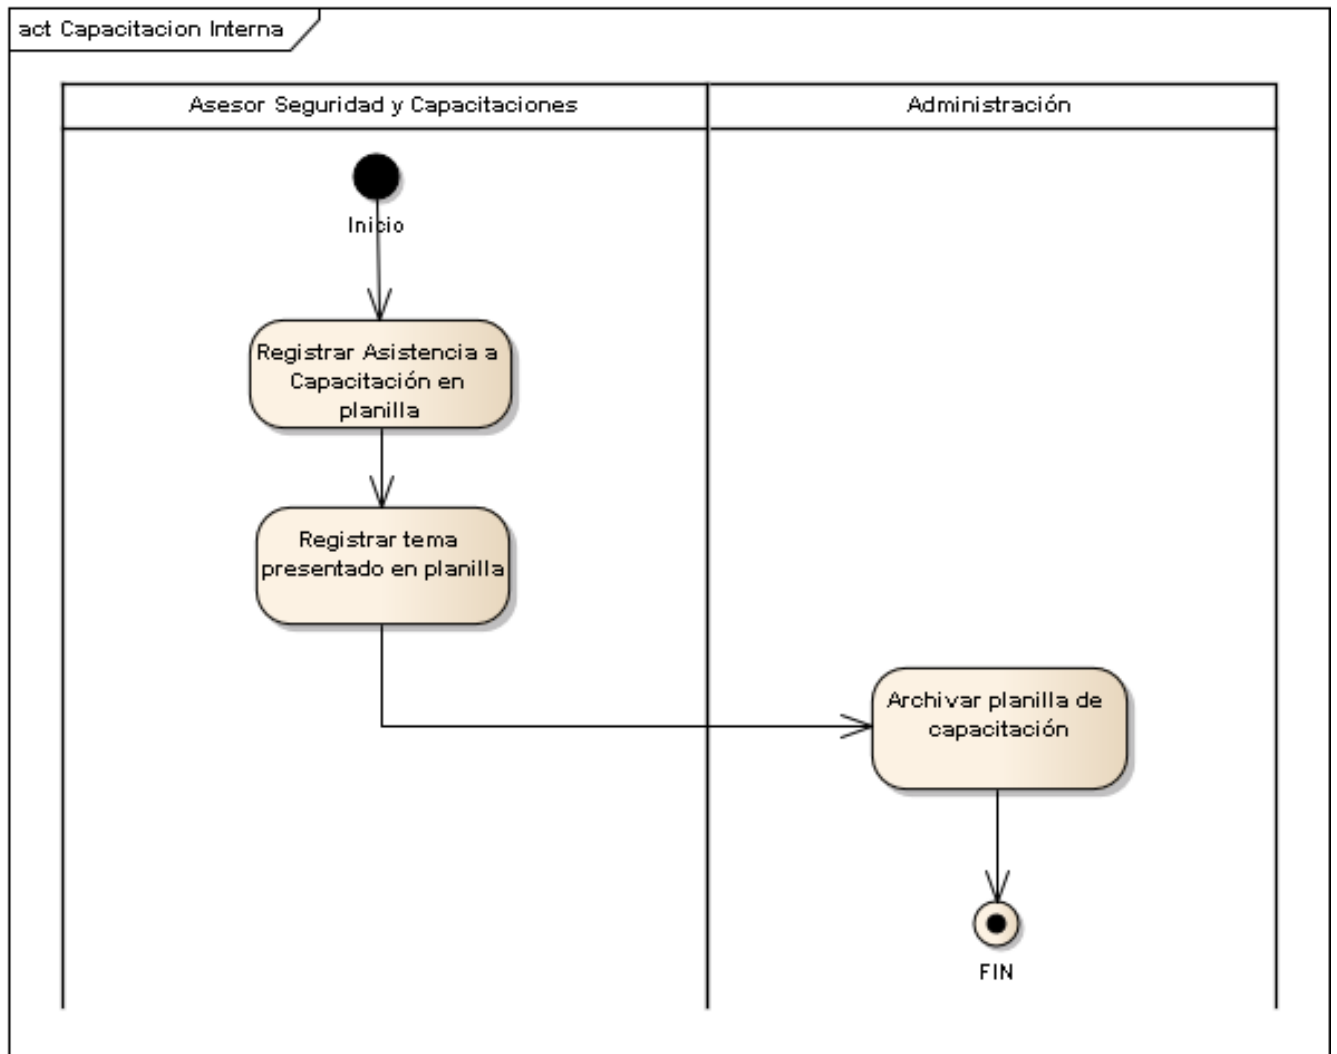 act Capacitacion Interna
Asesor Seguridad y Capacitaciones
Administración
Inicio
Registrar Asistencia a
Capacitación en
planilla
Registrar tema
presentado en planilla
Archivar planilla de
capacitación
FIN